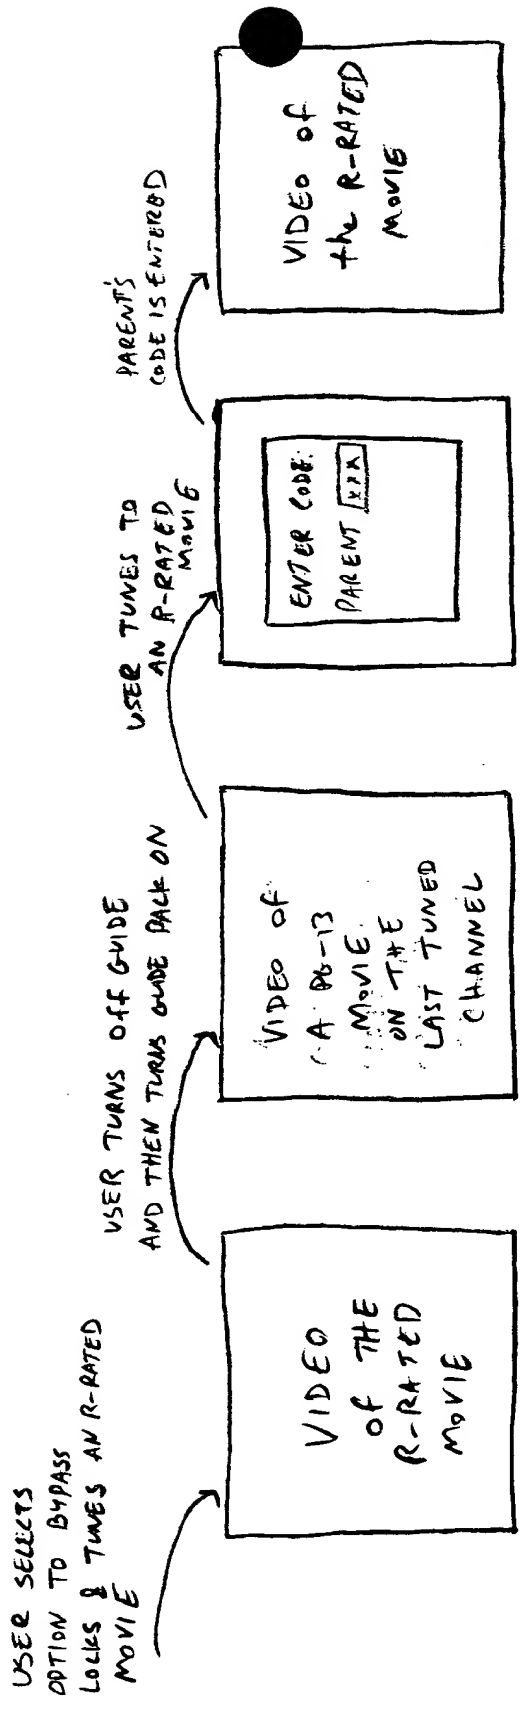 USER SELECTS
OPTION TO BYPASS
LOCKS & TUNES AN R-RATED
MOVIE
VIDEO
OF THE
R-RATED
MOVIE
USER TURNS OFF GUIDE
AND THEN TURNS GUIDE BACK ON
VIDEO OF
A PG-13
MOVIE
ON THE
LAST TUNED
CHANNEL
USER TUNES TO
AN R-RATED
MOVIE
ENTER CODE:
PARENT XXX
PARENT'S
CODE IS ENTERED
VIDEO OF
the R-RATED
MOVIE